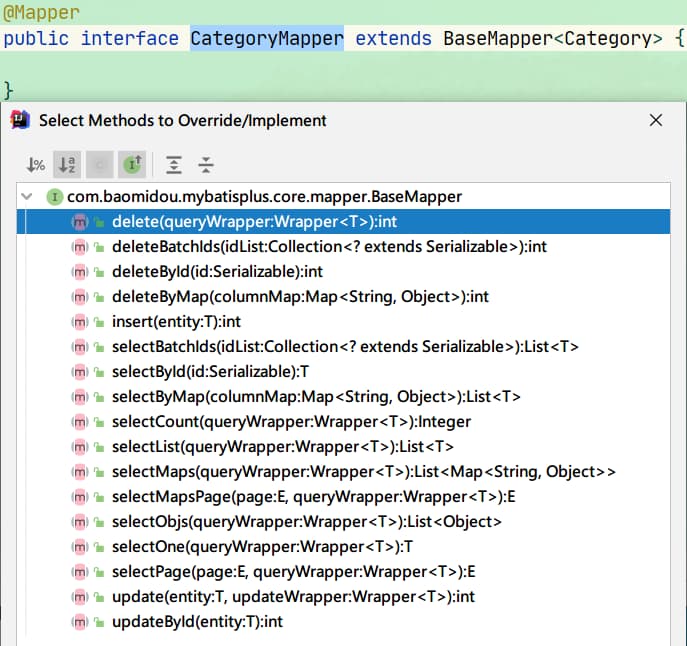 @Mapper
public interface CategoryMapper extends BaseMapper<Category> {
}
Select Methods to Override/Implement
com.baomidou.mybatisplus.core.mapper.BaseMapper
delete(queryWrapper:Wrapper<T>):int
deleteBatchIds(idList:Collection<? extends Serializable>):int
deleteById(id:Serializable):int
deleteByMap(columnMap:Map<String, Object>):int
insert(entity:T):int
selectBatchIds(idList:Collection<? extends Serializable>):List<T>
selectById(id:Serializable):T
selectByMap(columnMap:Map<String, Object>):List<T>
selectCount(queryWrapper:Wrapper<T>):Integer
selectList(queryWrapper:Wrapper<T>):List<T>
selectMaps(queryWrapper:Wrapper<T>):List<Map<String, Object>>
selectMapsPage(page:E, queryWrapper:Wrapper<T>):E
selectObjs(queryWrapper:Wrapper<T>):List<Object>
selectOne(queryWrapper:Wrapper<T>):T
selectPage(page:E, queryWrapper:Wrapper<T>):E
update(entity:T, updateWrapper:Wrapper<T>):int
updateById(entity:T):int